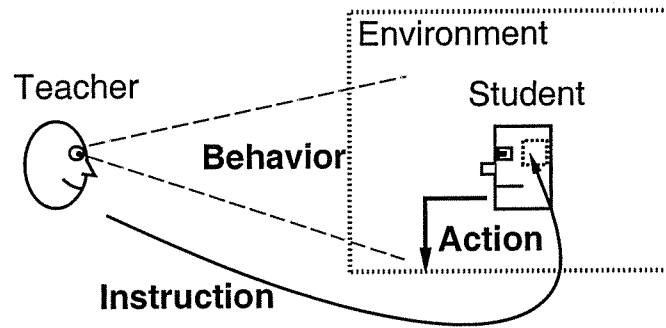 Environment
Teacher
Student
Behavior
Action
Instruction